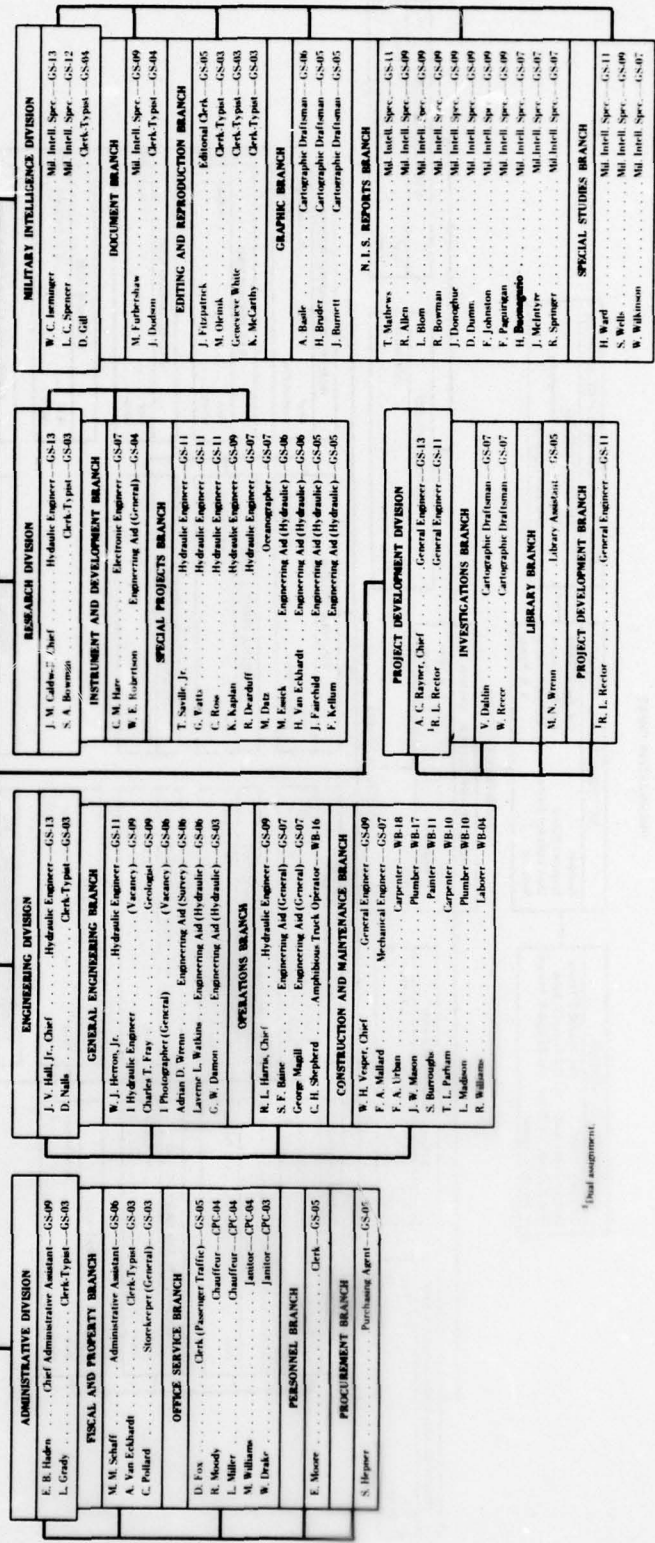 ADMINISTRATIVE DIVISION
E. B. Haden . . . . Chief Administrative Assistant—GS-09
L. Grady . . . . . . . . . . . Clerk-Typist—GS-03
FISCAL AND PROPERTY BRANCH
M. M. Schaff . . . . . Administrative Assistant—GS-06
A. Van Eckhardt . . . . . . . . Clerk-Typist—GS-03
C. Pollard . . . . . Storekeeper (General)—GS-03
OFFICE SERVICE BRANCH
D. Fox . . . . . . . Clerk (Passenger Traffic)—GS-05
R. Moody . . . . . . . . . . . Chauffeur—CPC-04
L. Miller . . . . . . . . . . . . Chauffeur—CPC-04
M. Williams . . . . . . . . . . . Janitor—CPC-04
W. Drake . . . . . . . . . . . . Janitor—CPC-03
PERSONNEL BRANCH
E. Moore . . . . . . . . . . . . . Clerk—GS-05
PROCUREMENT BRANCH
S. Hepner . . . . . . . . Purchasing Agent—GS-05
ENGINEERING DIVISION
J. V. Hall, Jr., Chief . . . . . Hydraulic Engineer—GS-13
D. Nalls . . . . . . . . . . . . Clerk-Typist—GS-03
GENERAL ENGINEERING BRANCH
W. J. Herron, Jr. . . . . . . Hydraulic Engineer—GS-11
1 Hydraulic Engineer . . . . . . (Vacancy)—GS-09
Charles T. Fray . . . . . . . . . . Geologist—GS-09
1 Photographer (General) . . . . . (Vacancy)—GS-06
Adrian D. Wrenn . . . . Engineering Aid (Survey)—GS-06
Laverne L. Watkins . . Engineering Aid (Hydraulic)—GS-06
G. W. Damon . . . . Engineering Aid (Hydraulic)—GS-03
OPERATIONS BRANCH
R. L. Harris, Chief . . . . . Hydraulic Engineer—GS-09
S. F. Baine . . . . . Engineering Aid (General)—GS-07
George Magill . . . . Engineering Aid (General)—GS-07
C. H. Shepherd . . Amphibious Truck Operator—WB-16
CONSTRUCTION AND MAINTENANCE BRANCH
W. H. Vesper, Chief . . . . . General Engineer—GS-09
F. A. Mallard . . . . . . . Mechanical Engineer—GS-07
F. A. Urban . . . . . . . . . . . Carpenter—WB-18
J. W. Mason . . . . . . . . . . . Plumber—WB-17
S. Burroughs . . . . . . . . . . . Painter—WB-11
T. L. Parham . . . . . . . . . . . Carpenter—WB-10
L. Madison . . . . . . . . . . . . Plumber—WB-10
R. Williams . . . . . . . . . . . . Laborer—WB-04
RESEARCH DIVISION
J. M. Caldwell, Chief . . . . . Hydraulic Engineer—GS-13
S. A. Bowman . . . . . . . . . . Clerk-Typist—GS-03
INSTRUMENT AND DEVELOPMENT BRANCH
C. M. Hare . . . . . . . . . Electronic Engineer—GS-07
W. E. Robertson . . . . Engineering Aid (General)—GS-04
SPECIAL PROJECTS BRANCH
T. Saville, Jr. . . . . . . . . Hydraulic Engineer—GS-11
G. Watts . . . . . . . . . . Hydraulic Engineer—GS-11
C. Rose . . . . . . . . . . Hydraulic Engineer—GS-11
K. Kaplan . . . . . . . . . Hydraulic Engineer—GS-09
R. Dearduff . . . . . . . . Hydraulic Engineer—GS-07
M. Datz . . . . . . . . . . . . Oceanographer—GS-07
M. Essick . . . . . . Engineering Aid (Hydraulic)—GS-06
H. Van Eckhardt . . . Engineering Aid (Hydraulic)—GS-06
J. Fairchild . . . . . Engineering Aid (Hydraulic)—GS-05
F. Kellum . . . . . . Engineering Aid (Hydraulic)—GS-05
PROJECT DEVELOPMENT DIVISION
A. C. Rayner, Chief . . . . . General Engineer—GS-13
¹R. L. Rector . . . . . . . . General Engineer—GS-11
INVESTIGATIONS BRANCH
V. Dahlin . . . . . . . Cartographic Draftsman—GS-07
W. Reece . . . . . . . Cartographic Draftsman—GS-07
LIBRARY BRANCH
M. N. Wrenn . . . . . . . . . Library Assistant—GS-05
PROJECT DEVELOPMENT BRANCH
¹R. L. Rector . . . . . . . . General Engineer—GS-11
MILITARY INTELLIGENCE DIVISION
W. C. Iseminger . . . . . . . Mil. Intell. Spec.—GS-13
L. C. Spencer . . . . . . . . Mil. Intell. Spec.—GS-12
D. Gill . . . . . . . . . . . . . Clerk-Typist—GS-04
DOCUMENT BRANCH
M. Furbershaw . . . . . . . . Mil. Intell. Spec.—GS-09
J. Dodson . . . . . . . . . . . Clerk-Typist—GS-04
EDITING AND REPRODUCTION BRANCH
J. Fitzpatrick . . . . . . . . . Editorial Clerk—GS-05
M. Oleinik . . . . . . . . . . . Clerk-Typist—GS-03
Genevieve White . . . . . . . . Clerk-Typist—GS-03
K. McCarthy . . . . . . . . . . Clerk-Typist—GS-03
GRAPHIC BRANCH
A. Basile . . . . . . Cartographic Draftsman—GS-06
H. Bruder . . . . . . Cartographic Draftsman—GS-05
J. Burnett . . . . . . Cartographic Draftsman—GS-05
N. I. S. REPORTS BRANCH
T. Mathews . . . . . . . . . Mil. Intell. Spec.—GS-11
R. Allen . . . . . . . . . . . Mil. Intell. Spec.—GS-09
L. Blom . . . . . . . . . . . Mil. Intell. Spec.—GS-09
R. Bowman . . . . . . . . . . Mil. Intell. Spec.—GS-09
J. Donoghue . . . . . . . . . Mil. Intell. Spec.—GS-09
D. Dumn . . . . . . . . . . . Mil. Intell. Spec.—GS-09
F. Johnston . . . . . . . . . . Mil. Intell. Spec.—GS-09
F. Paguirigan . . . . . . . . . Mil. Intell. Spec.—GS-09
H. . . . . . . . . . Mil. Intell. Spec.—GS-07
J. McIntyre . . . . . . . . . . Mil. Intell. Spec.—GS-07
R. Springer . . . . . . . . . . Mil. Intell. Spec.—GS-07
SPECIAL STUDIES BRANCH
H. Ward . . . . . . . . . . . Mil. Intell. Spec.—GS-11
S. Wells . . . . . . . . . . . Mil. Intell. Spec.—GS-09
W. Wilkinson . . . . . . . . . Mil. Intell. Spec.—GS-07
¹Dual assignment.